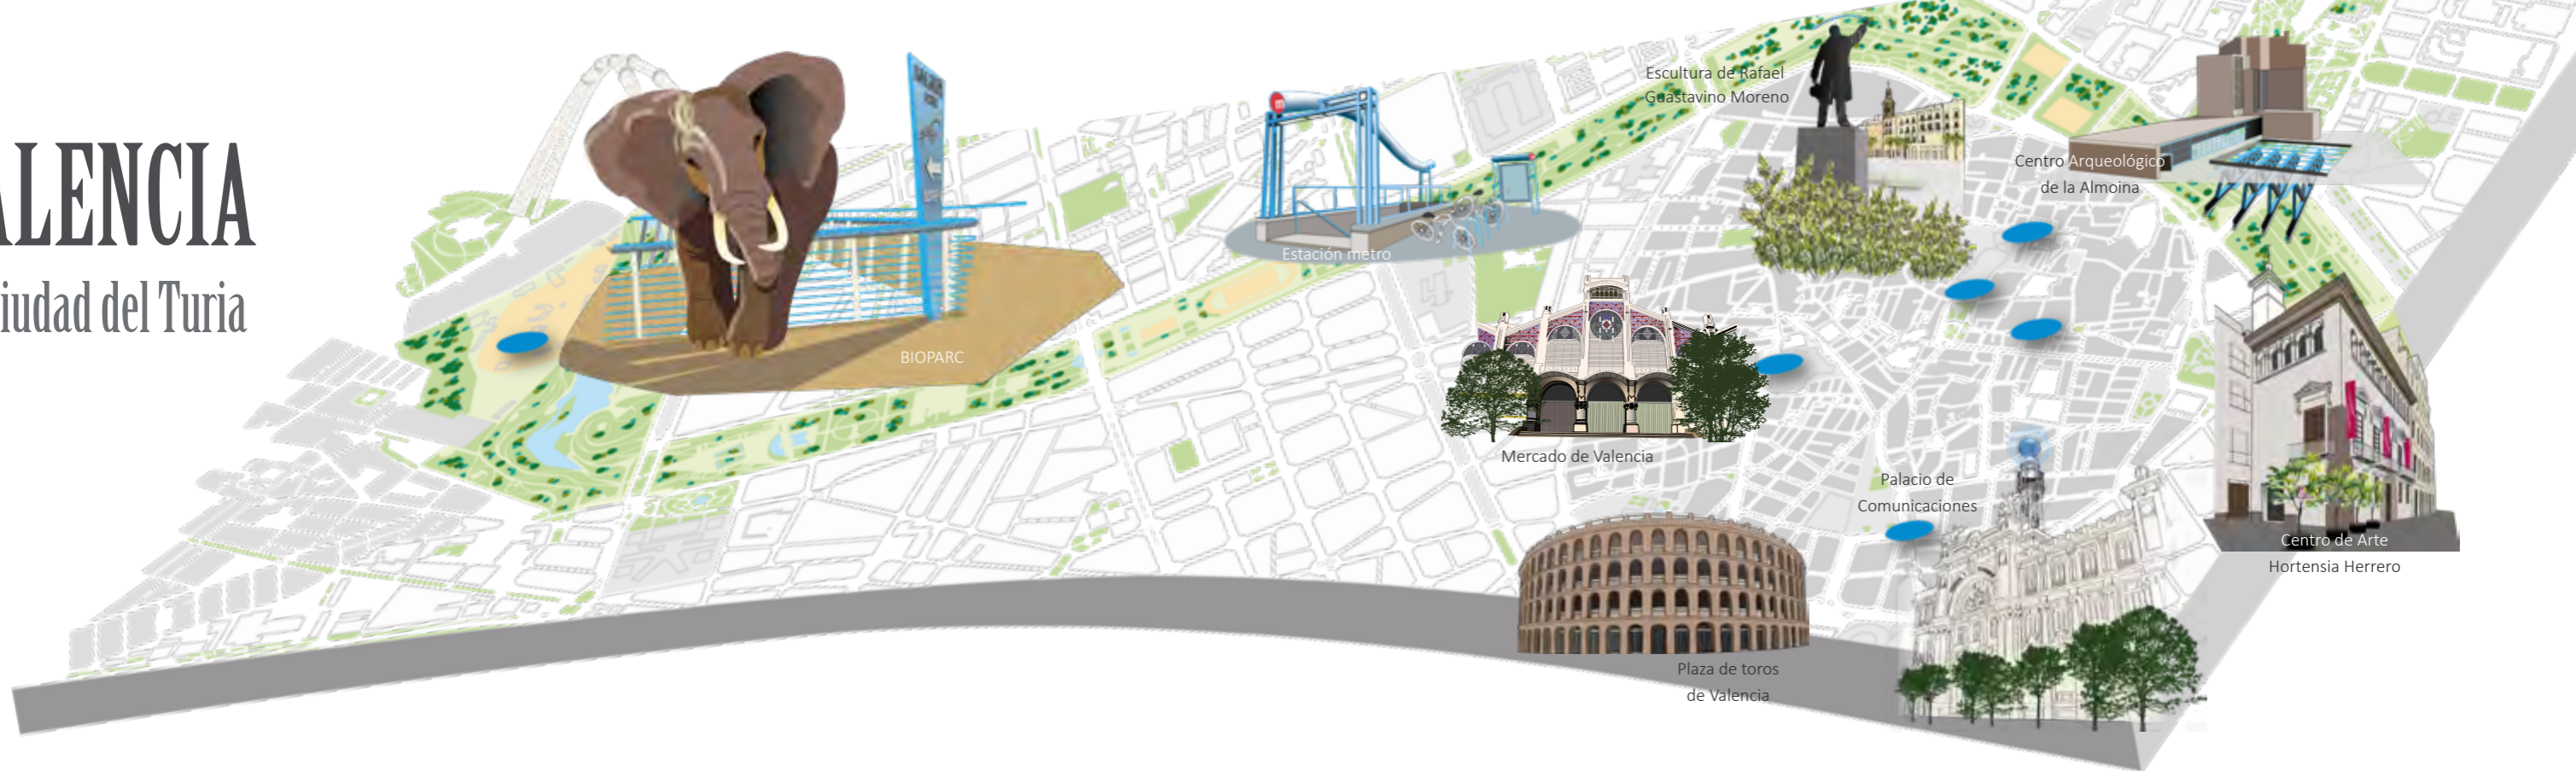 ALENCIA
iudad del Turia
BIOPARC
Estación metro
Escultura de Rafael
Guastavino Moreno
Centro Arqueológico
de la Almoina
Mercado de Valencia
Palacio de
Comunicaciones
Centro de Arte
Hortensia Herrero
Plaza de toros
de Valencia